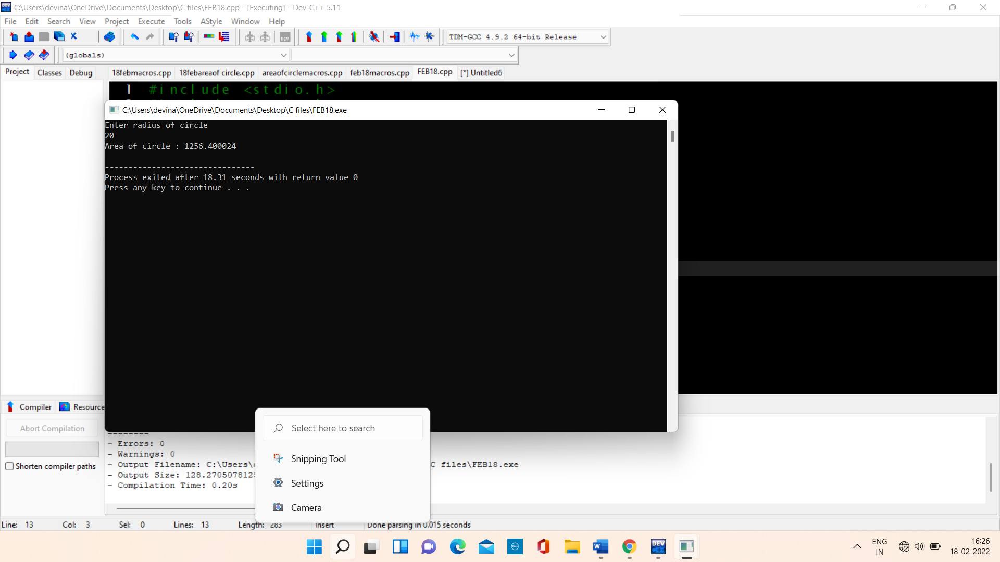 C:\Users\devina\OneDrive\Documents\Desktop\C files\FEB18.cpp - [Executing] - Dev-C++ 5.11
File Edit Search View Project Execute Tools AStyle Window Help
TDM-GCC 4.9.2 64-bit Release
(globals)
Project Classes Debug 18febmacros.cpp 18febareaof circle.cpp areaofcirclemacros.cpp feb18macros.cpp FEB18.cpp [*] Untitled6
1 #include <stdio.h>
C:\Users\devina\OneDrive\Documents\Desktop\C files\FEB18.exe
Enter radius of circle
20
Area of circle : 1256.400024
--------------------------------
Process exited after 18.31 seconds with return value 0
Press any key to continue . . .
Compiler Resource
Abort Compilation
Shorten compiler paths
--------
- Errors: 0
- Warnings: 0
- Output Filename: C:\Users\ C files\FEB18.exe
- Output Size: 128.2705078125
- Compilation Time: 0.20s
Select here to search
Snipping Tool
Settings
Camera
Line: 13 Col: 3 Sel: 0 Lines: 13 Length: 283 Insert Done parsing in 0.015 seconds
ENG
IN
16:26
18-02-2022